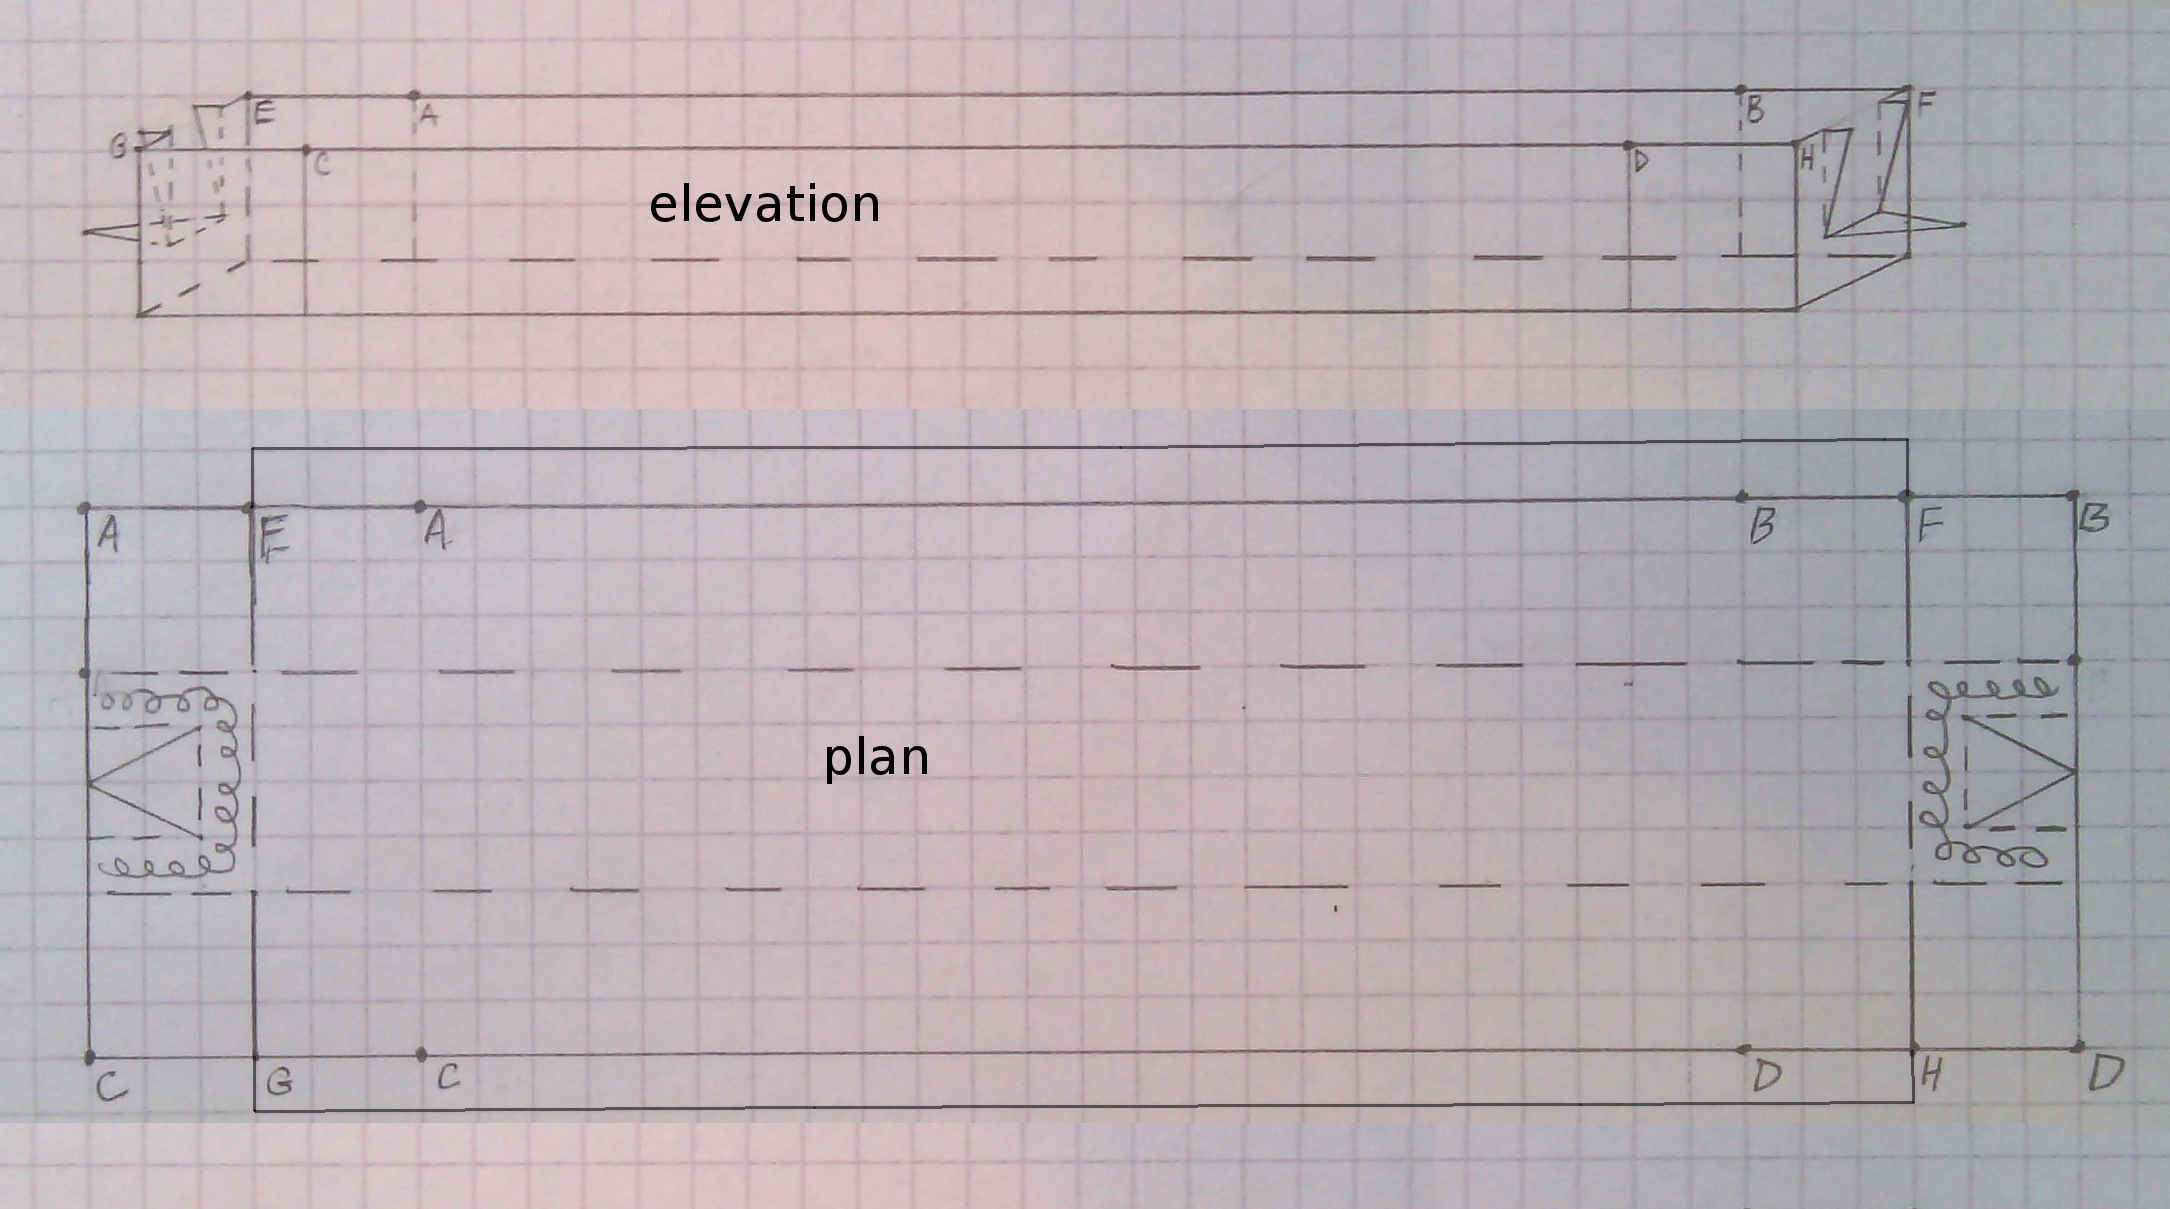 E A B F
G C D H
elevation
A E A B F B
plan
C G C D H D